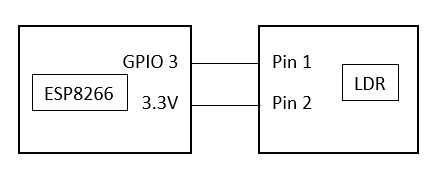 GPIO 3
ESP8266
3.3V
Pin 1
LDR
Pin 2